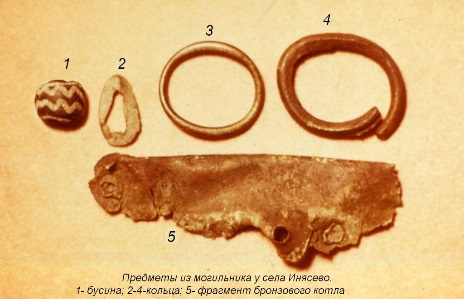 1
2
3
4
5
Предметы из могильника у села Инясево.
1- бусина; 2-4-кольца; 5- фрагмент бронзового котла